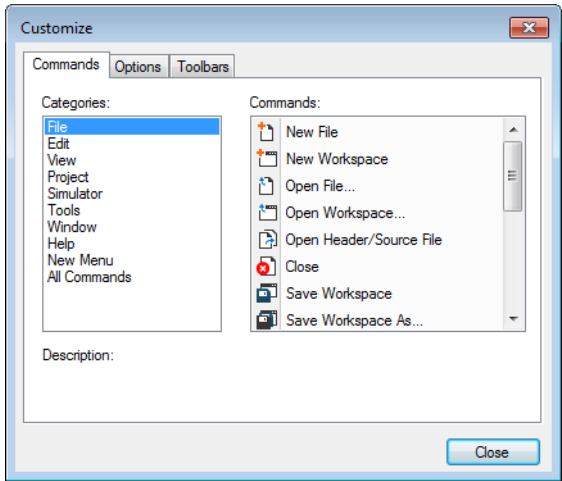 Customize
Commands Options Toolbars
Categories:
File
Edit
View
Project
Simulator
Tools
Window
Help
New Menu
All Commands
Commands:
New File
New Workspace
Open File...
Open Workspace...
Open Header/Source File
Close
Save Workspace
Save Workspace As...
Description:
Close